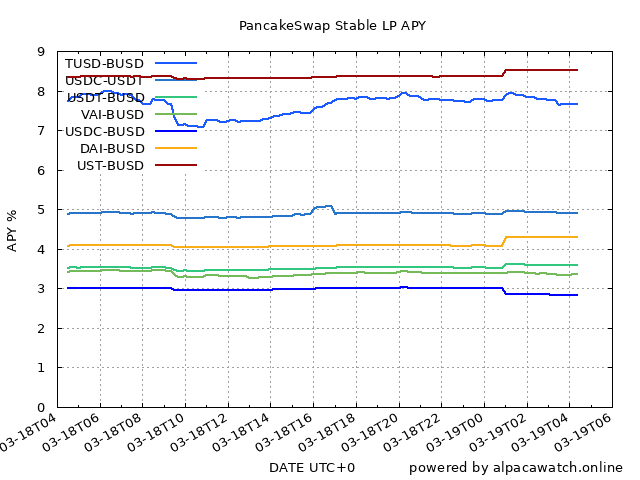 PancakeSwap Stable LP APY
9
8
7
6
5
4
3
2
1
0
APY %
TUSD-BUSD
USDC-USDT
USDT-BUSD
VAI-BUSD
USDC-BUSD
DAI-BUSD
UST-BUSD
03-18T04
03-18T06
03-18T08
03-18T10
03-18T12
03-18T14
03-18T16
03-18T18
03-18T20
03-18T22
03-19T00
03-19T02
03-19T04
03-19T06
DATE UTC+0
powered by alpacawatch.online